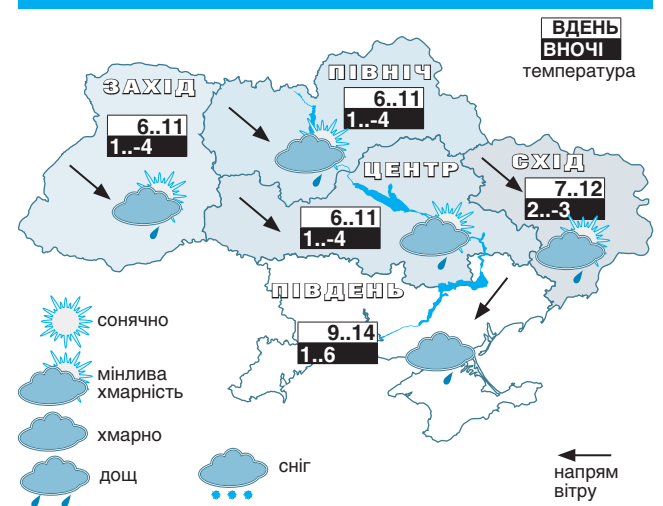 ВДЕНЬ
ВНОЧІ
температура
ЗАХІД
6..11
1..-4
ПІВНІЧ
6..11
1..-4
ЦЕНТР
6..11
1..-4
СХІД
7..12
2..-3
ПІВДЕНЬ
9..14
1..6
сонячно
мінлива
хмарність
хмарно
дощ
сніг
напрям
вітру